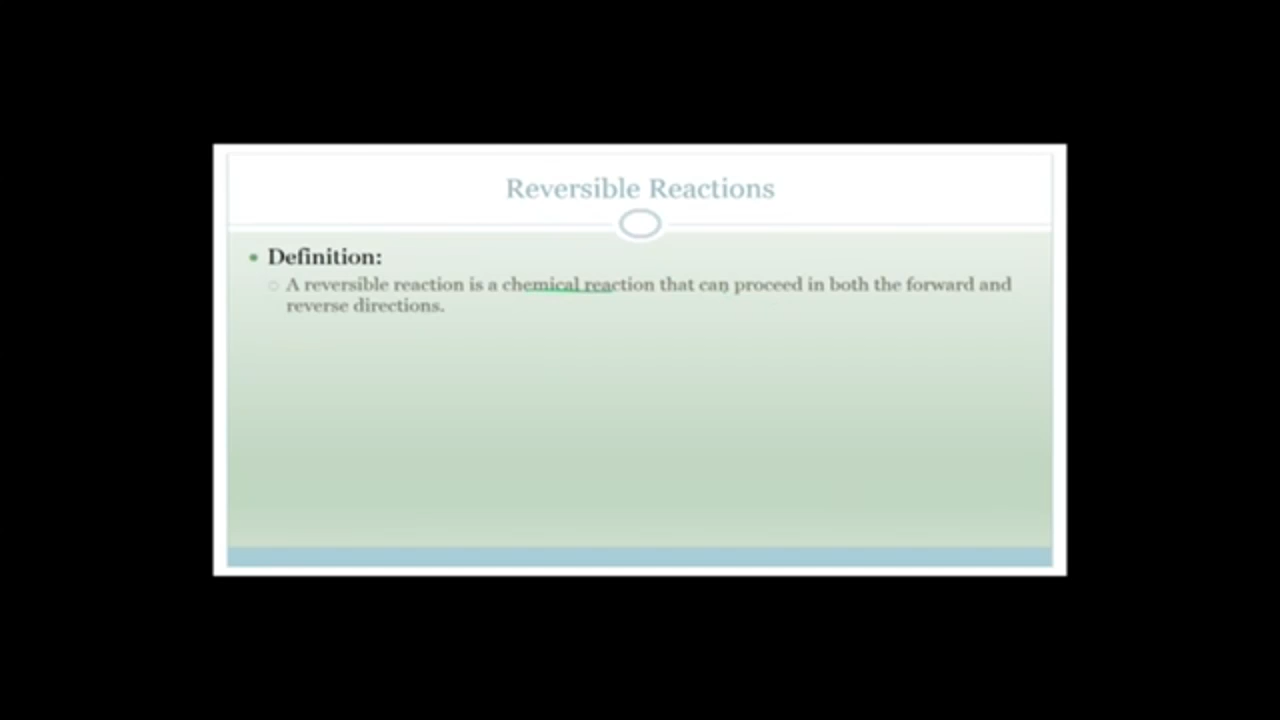 Reversible Reactions
Definition:
A reversible reaction is a chemical reaction that can proceed in both the forward and
reverse directions.